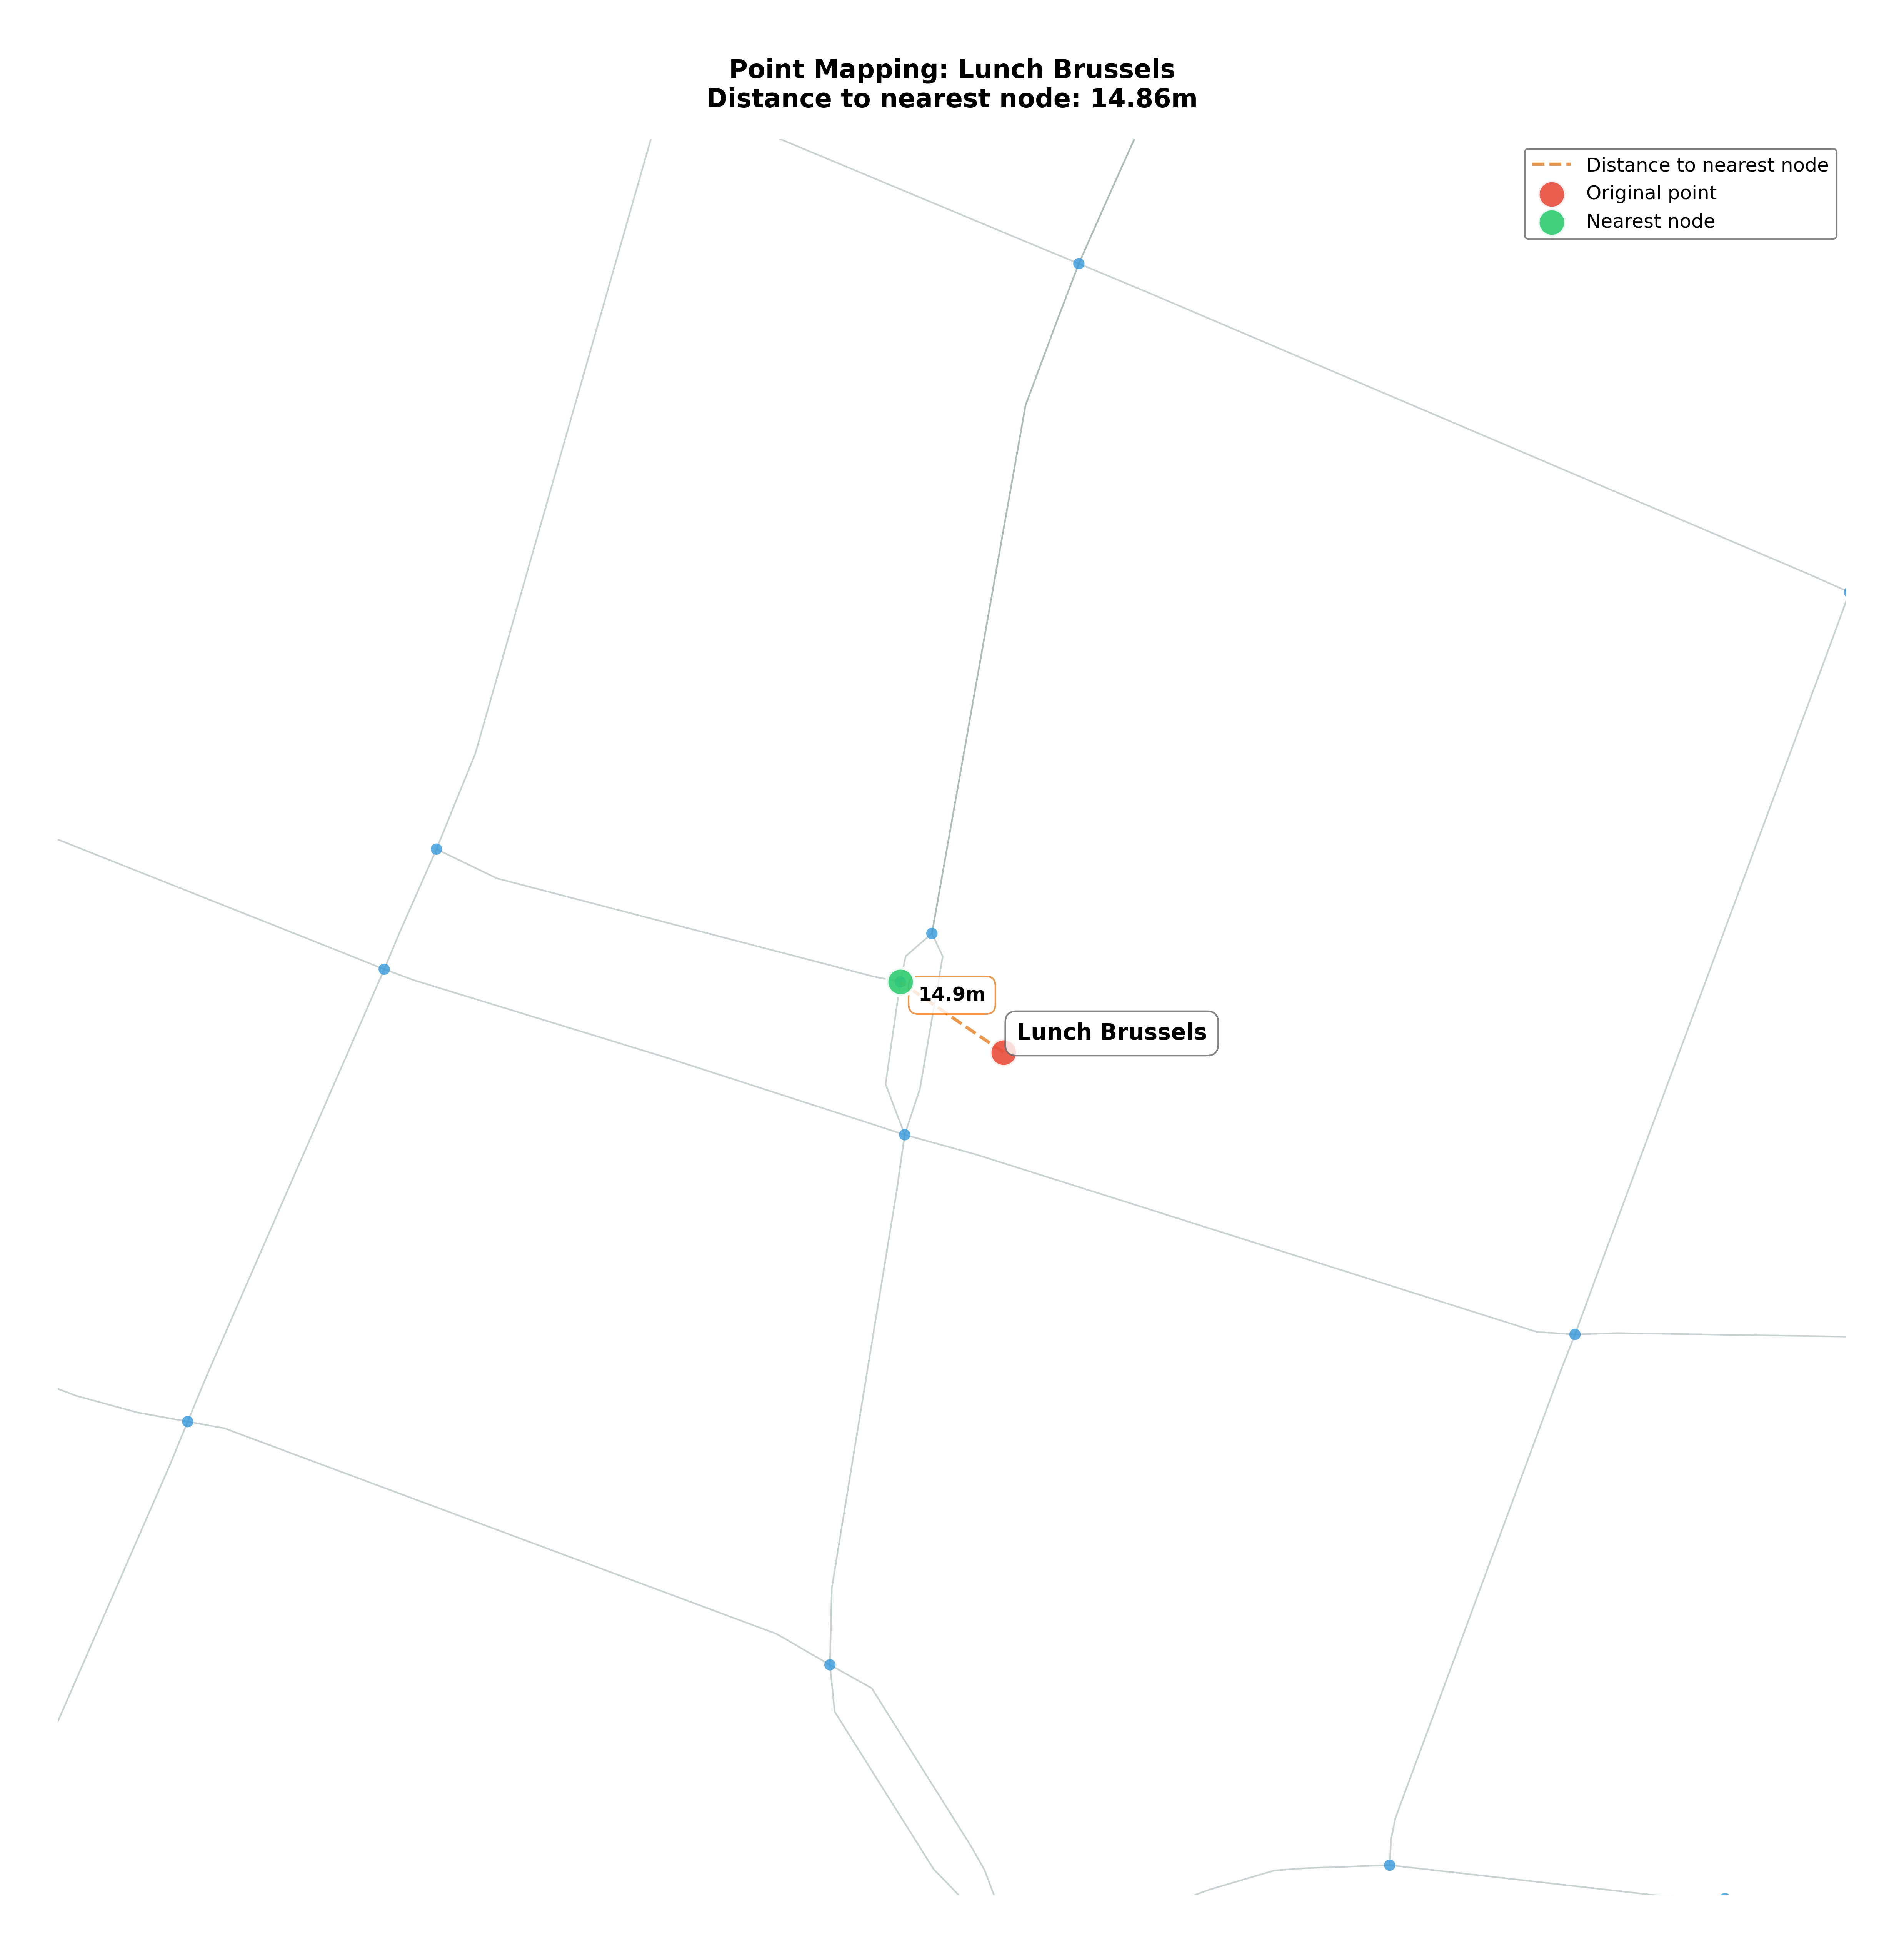 Point Mapping: Lunch Brussels
Distance to nearest node: 14.86m
Distance to nearest node
Original point
Nearest node
14.9m
Lunch Brussels